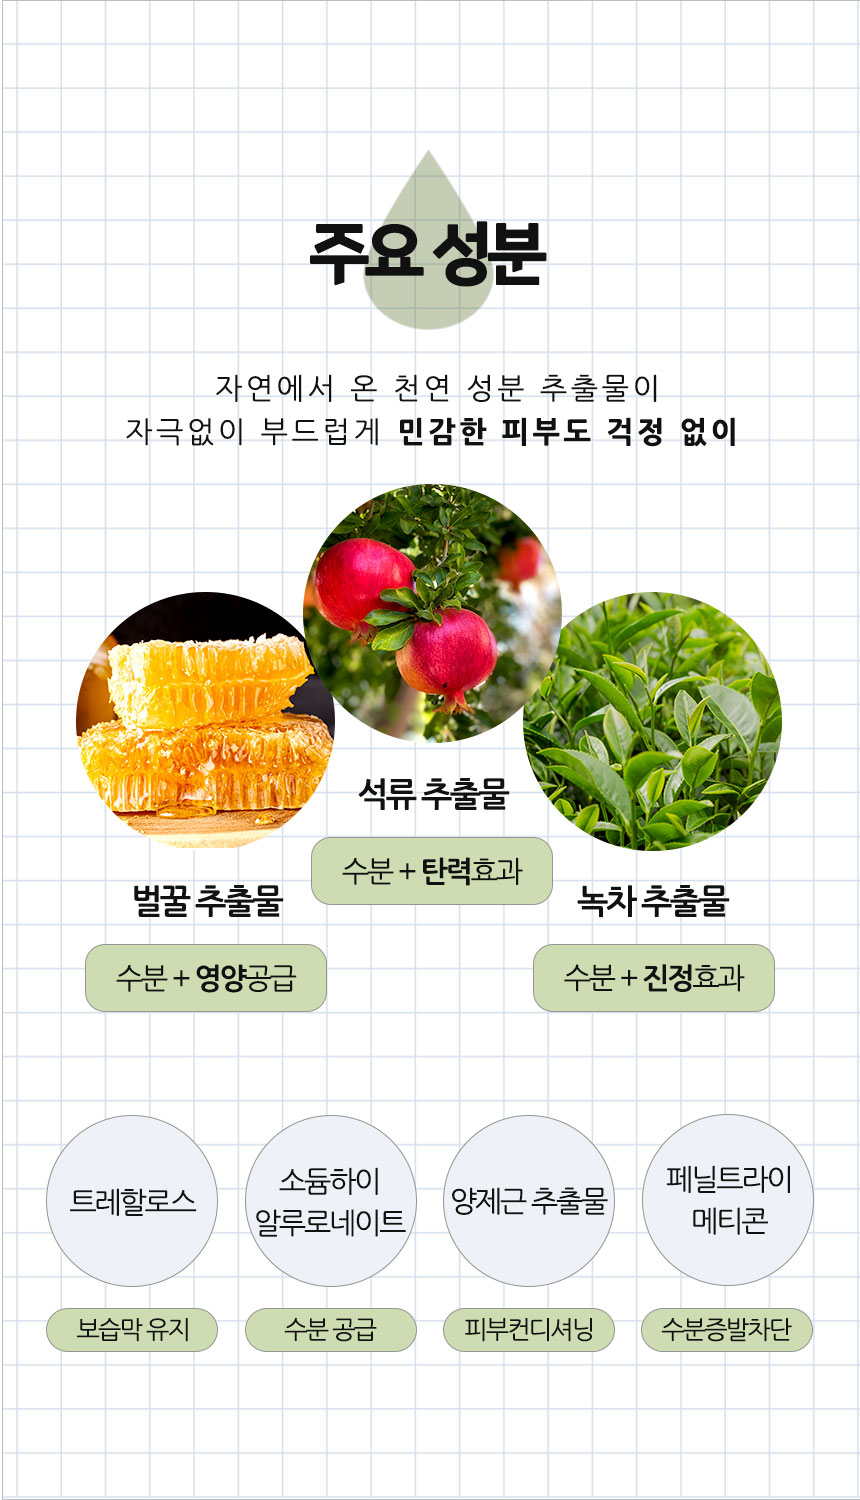 주요 성분
자연에서 온 천연 성분 추출물이
자극없이 부드럽게 민감한 피부도 걱정 없이
석류 추출물
수분 + 탄력효과
벌꿀 추출물
수분 + 영양공급
녹차 추출물
수분 + 진정효과
트레할로스
보습막 유지
소듐하이
알루로네이트
수분 공급
양제근 추출물
피부컨디셔닝
페닐트라이
메티콘
수분증발차단